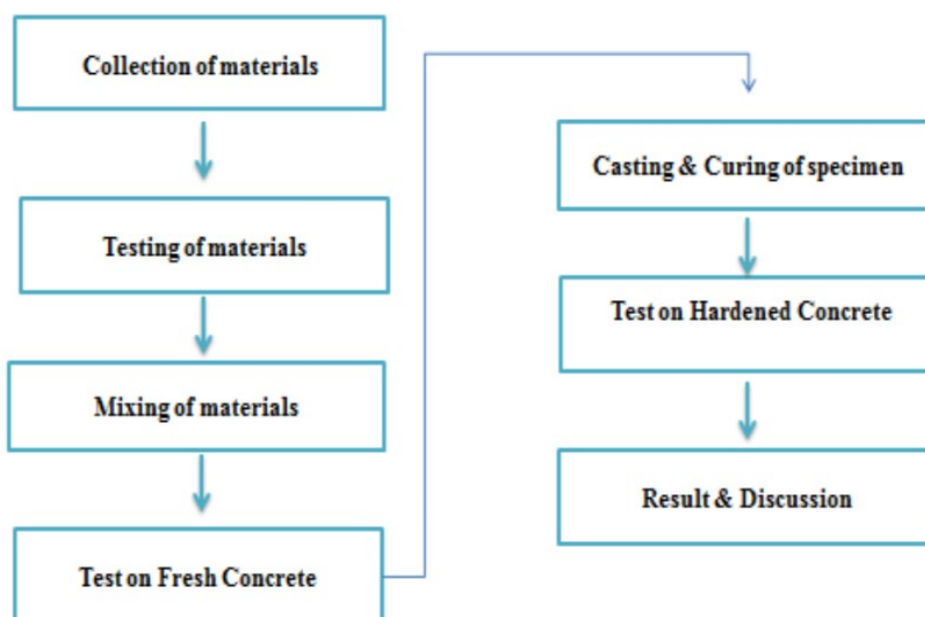 Collection of materials
Testing of materials
Mixing of materials
Test on Fresh Concrete
Casting & Curing of specimen
Test on Hardened Concrete
Result & Discussion